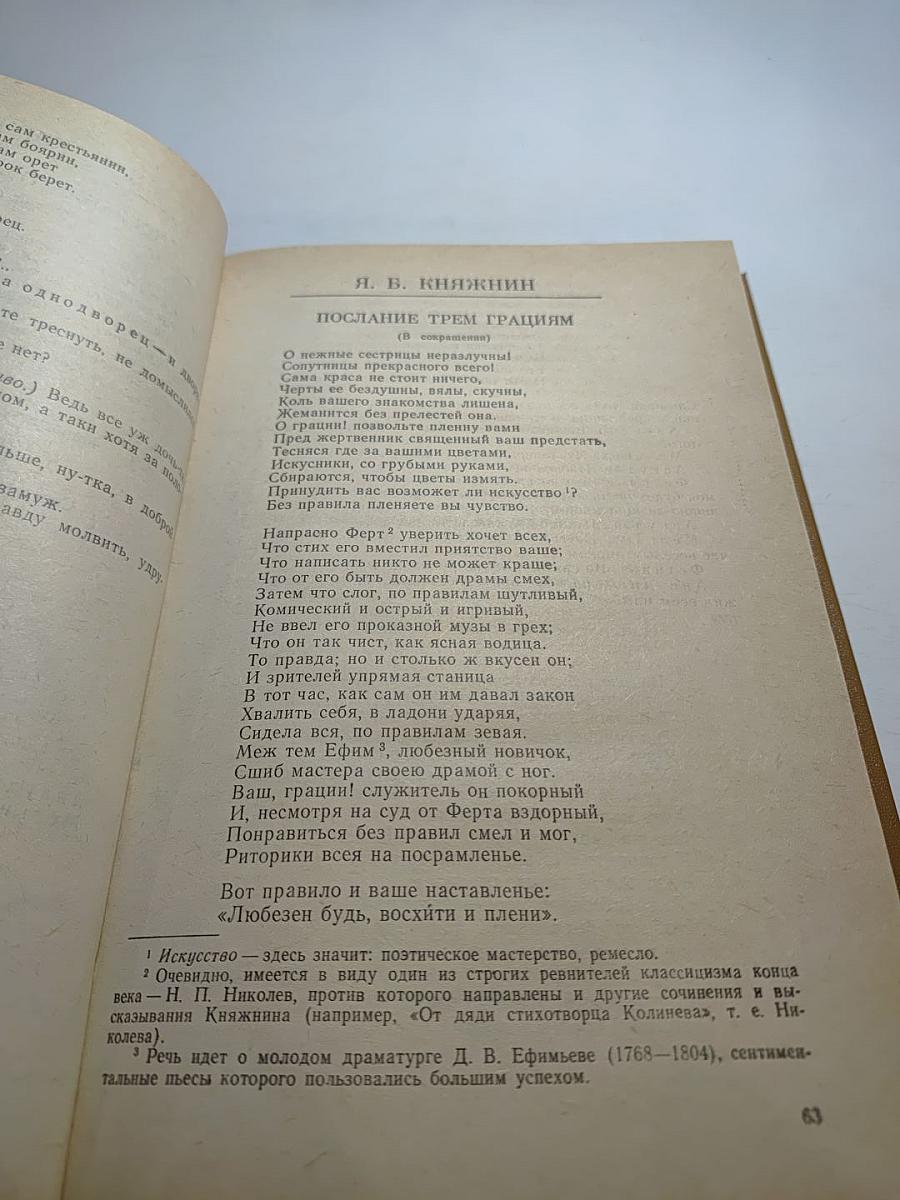 сам крестьянин,
боярин,
орет
берет.
а однодворец—и
те треснуть, не домысли
е нет?
Ведь все уж дочь
ом, а таки хотя за
ну-тка, в доброй
замуж.
молвить, удру-
Я. Б. КНЯЖНИН
ПОСЛАНИЕ ТРЕМ ГРАЦИЯМ
(В сокращении)
О нежные сестрицы неразлучны!
Сопутницы прекрасного всего!
Сама краса не стоит ничего,
Черты ее бездушны, вялы, скучны,
Коль вашего знакомства лишена,
Жеманится без прелестей она.
О грации! позвольте пленну вами
Пред жертвенник священный ваш предстать,
Тесняся где за вашими цветами,
Искусники, со грубыми руками,
Сбираются, чтобы цветы измять.
Принудить вас возможет ли искусство ¹?
Без правила пленяете вы чувство.
Напрасно Ферт ² уверить хочет всех,
Что стих его вместил приятство ваше;
Что написать никто не может краше;
Что от его быть должен драмы смех,
Затем что слог, по правилам шутливый,
Комический и острый и игривый,
Не ввел его проказной музы в грех;
Что он так чист, как ясная водица.
То правда; но и столько ж вкусен он;
И зрителей упрямая станица
В тот час, как сам он им давал закон
Хвалить себя, в ладони ударяя,
Сидела вся, по правилам зевая.
Меж тем Ефим ³, любезный новичок,
Сшиб мастера своею драмой с ног.
Ваш, грации! служитель он покорный
И, несмотря на суд от Ферта вздорный,
Понравиться без правил смел и мог,
Риторики всея на посрамленье.
Вот правило и ваше наставленье:
«Любезен будь, восхи́ти и плени».
¹ Искусство — здесь значит: поэтическое мастерство, ремесло.
² Очевидно, имеется в виду один из строгих ревнителей классицизма конца
века — Н. П. Николев, против которого направлены и другие сочинения и вы-
сказывания Княжнина (например, «От дяди стихотворца Колинева», т. е. Ни-
колева).
³ Речь идет о молодом драматурге Д. В. Ефимьеве (1768—1804), сентимен-
тальные пьесы которого пользовались большим успехом.
63